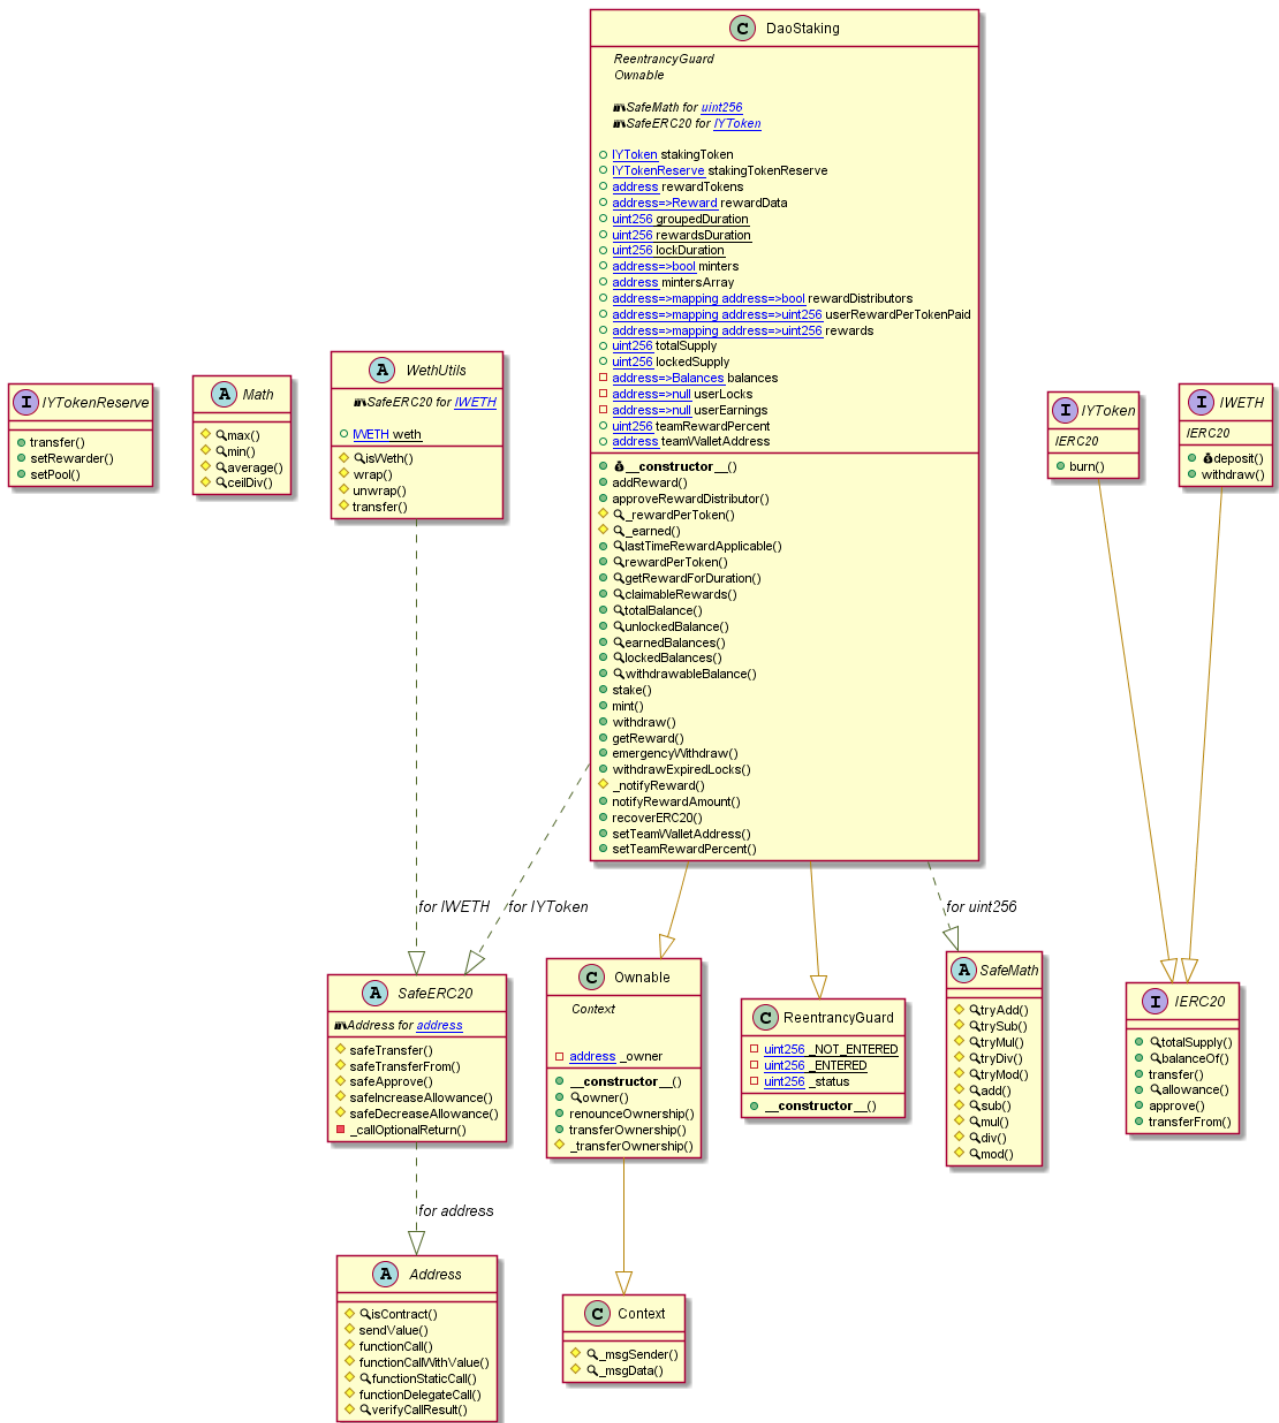 C DaoStaking
ReentrancyGuard
Ownable
SafeMath for uint256
SafeERC20 for IYToken
IYToken stakingToken
IYTokenReserve stakingTokenReserve
address rewardTokens
address=>Reward rewardData
uint256 groupedDuration
uint256 rewardsDuration
uint256 lockDuration
address=>bool minters
address mintersArray
address=>mapping address=>bool rewardDistributors
address=>mapping address=>uint256 userRewardPerTokenPaid
address=>mapping address=>uint256 rewards
uint256 totalSupply
uint256 lockedSupply
address=>Balances balances
address=>null userLocks
address=>null userEarnings
uint256 teamRewardPercent
address teamWalletAddress
__constructor__()
addReward()
approveRewardDistributor()
_rewardPerToken()
_earned()
lastTimeRewardApplicable()
rewardPerToken()
getRewardForDuration()
claimableRewards()
totalBalance()
unlockedBalance()
earnedBalances()
lockedBalances()
withdrawableBalance()
stake()
mint()
withdraw()
getReward()
emergencyWithdraw()
withdrawExpiredLocks()
_notifyReward()
notifyRewardAmount()
recoverERC20()
setTeamWalletAddress()
setTeamRewardPercent()
I IYTokenReserve
transfer()
setRewarder()
setPool()
A Math
max()
min()
average()
ceilDiv()
A WethUtils
SafeERC20 for IWETH
IWETH weth
isWeth()
wrap()
unwrap()
transfer()
I IYToken
IERC20
burn()
I IWETH
IERC20
deposit()
withdraw()
for IWETH
for IYToken
for uint256
A SafeERC20
Address for address
safeTransfer()
safeTransferFrom()
safeApprove()
safeIncreaseAllowance()
safeDecreaseAllowance()
_callOptionalReturn()
C Ownable
Context
address _owner
__constructor__()
owner()
renounceOwnership()
transferOwnership()
_transferOwnership()
C ReentrancyGuard
uint256 _NOT_ENTERED
uint256 _ENTERED
uint256 _status
__constructor__()
A SafeMath
tryAdd()
trySub()
tryMul()
tryDiv()
tryMod()
add()
sub()
mul()
div()
mod()
I IERC20
totalSupply()
balanceOf()
transfer()
allowance()
approve()
transferFrom()
for address
A Address
isContract()
sendValue()
functionCall()
functionCallWithValue()
functionStaticCall()
functionDelegateCall()
verifyCallResult()
C Context
_msgSender()
_msgData()